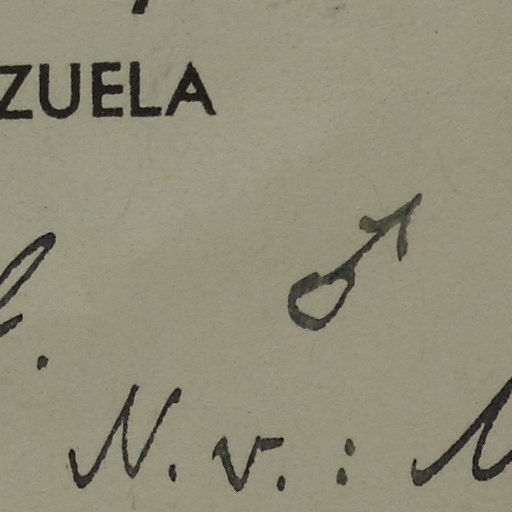 ZUELA
♂
N. v. :